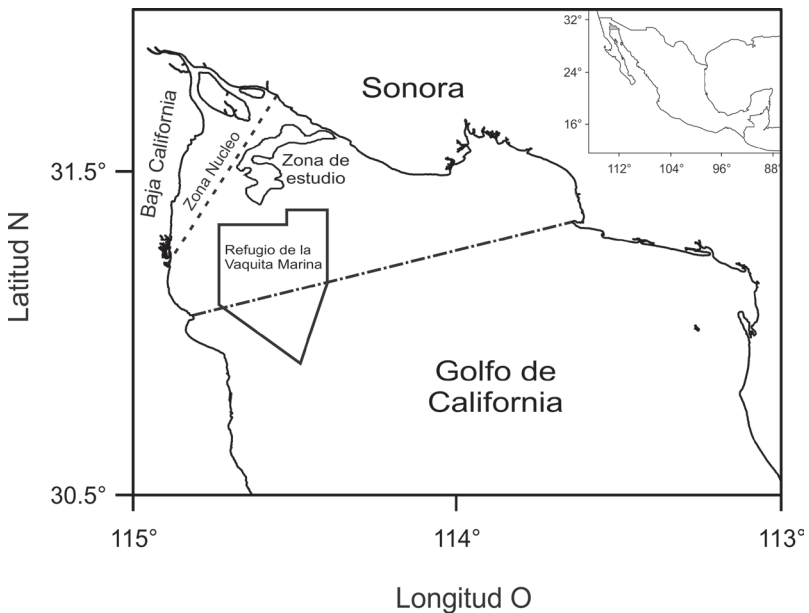 Sonora
Baja California
Zona Nucleo
Zona de
estudio
Refugio de la
Vaquita Marina
Golfo de
California
31.5°
30.5°
Latitud N
115°
114°
113°
Longitud O
32°
24°
16°
112°
104°
96°
88°